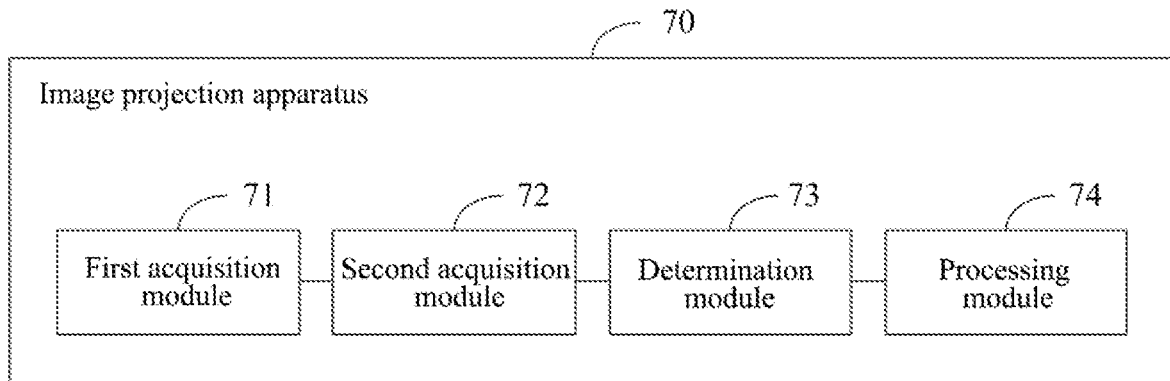 70
Image projection apparatus
71
72
73
74
First acquisition
module
Second acquisition
module
Determination
module
Processing
module